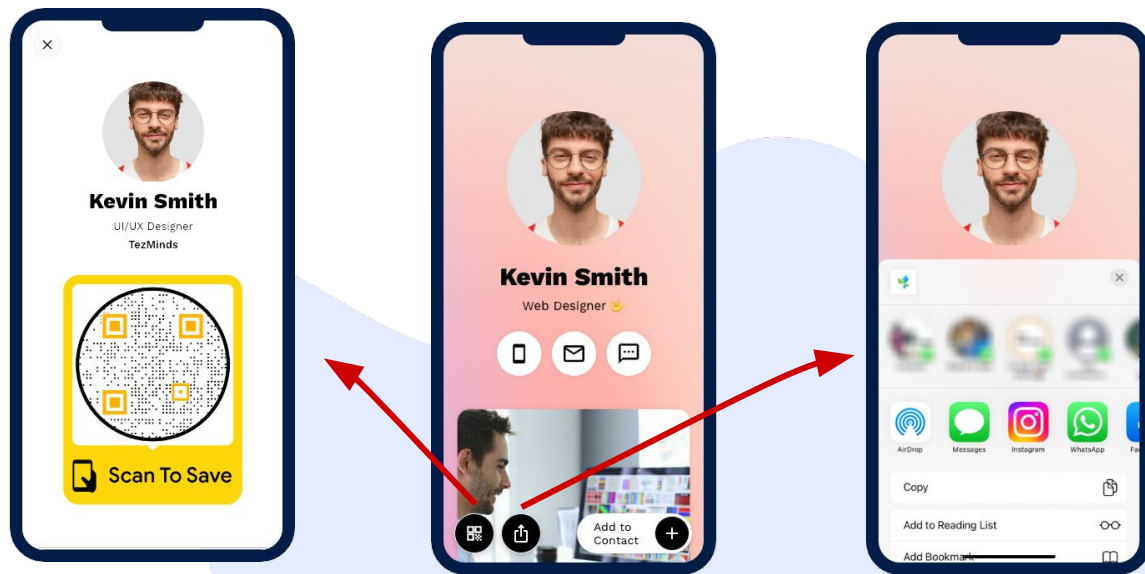 Kevin Smith
UI/UX Designer
TezMinds
Scan To Save
Kevin Smith
Web Designer 🤟
Add to
Contact
AirDrop
Messages
Instagram
WhatsApp
Copy
Add to Reading List
Add Bookmark